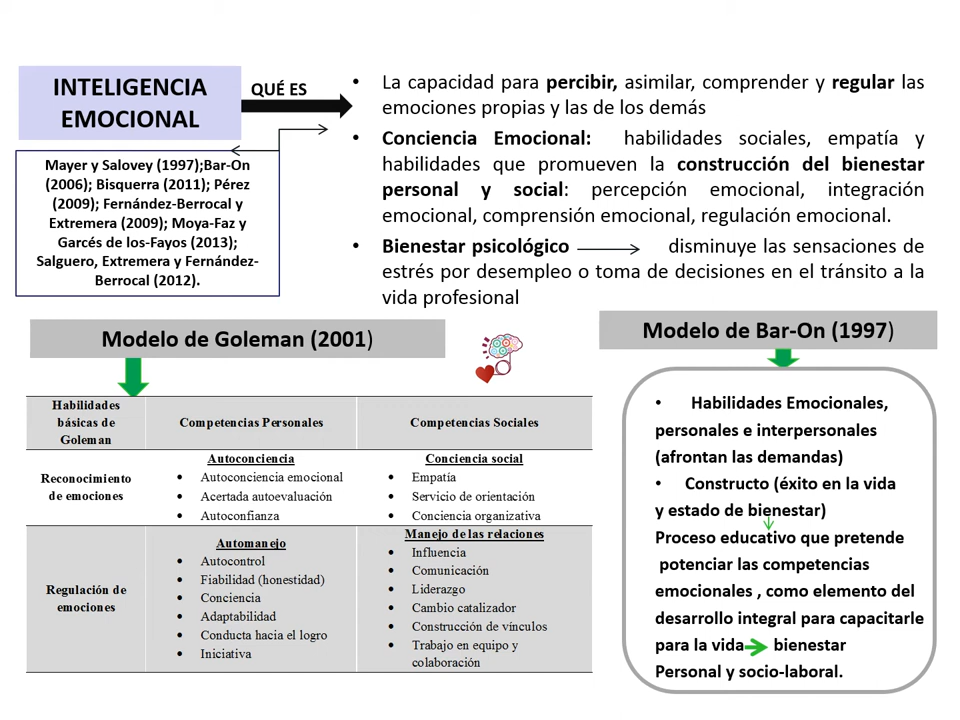 INTELIGENCIA
EMOCIONAL
QUÉ ES
Mayer y Salovey (1997);Bar-On
(2006); Bisquerra (2011); Pérez
(2009); Fernández-Berrocal y
Extremera (2009); Moya-Faz y
Garcés de los-Fayos (2013);
Salguero, Extremera y Fernández-
Berrocal (2012).
• La capacidad para percibir, asimilar, comprender y regular las
emociones propias y las de los demás
• Conciencia Emocional: habilidades sociales, empatía y
habilidades que promueven la construcción del bienestar
personal y social: percepción emocional, integración
emocional, comprensión emocional, regulación emocional.
• Bienestar psicológico disminuye las sensaciones de
estrés por desempleo o toma de decisiones en el tránsito a la
vida profesional
Modelo de Goleman (2001)
Habilidades
básicas de
Goleman
Competencias Personales
Competencias Sociales
Reconocimiento
de emociones
Autoconciencia
• Autoconciencia emocional
• Acertada autoevaluación
• Autoconfianza
Conciencia social
• Empatía
• Servicio de orientación
• Conciencia organizativa
Regulación de
emociones
Automanejo
• Autocontrol
• Fiabilidad (honestidad)
• Conciencia
• Adaptabilidad
• Conducta hacia el logro
• Iniciativa
Manejo de las relaciones
• Influencia
• Comunicación
• Liderazgo
• Cambio catalizador
• Construcción de vínculos
• Trabajo en equipo y
colaboración
Modelo de Bar-On (1997)
• Habilidades Emocionales,
personales e interpersonales
(afrontan las demandas)
• Constructo (éxito en la vida
y estado de bienestar)
Proceso educativo que pretende
potenciar las competencias
emocionales , como elemento del
desarrollo integral para capacitarle
para la vida bienestar
Personal y socio-laboral.